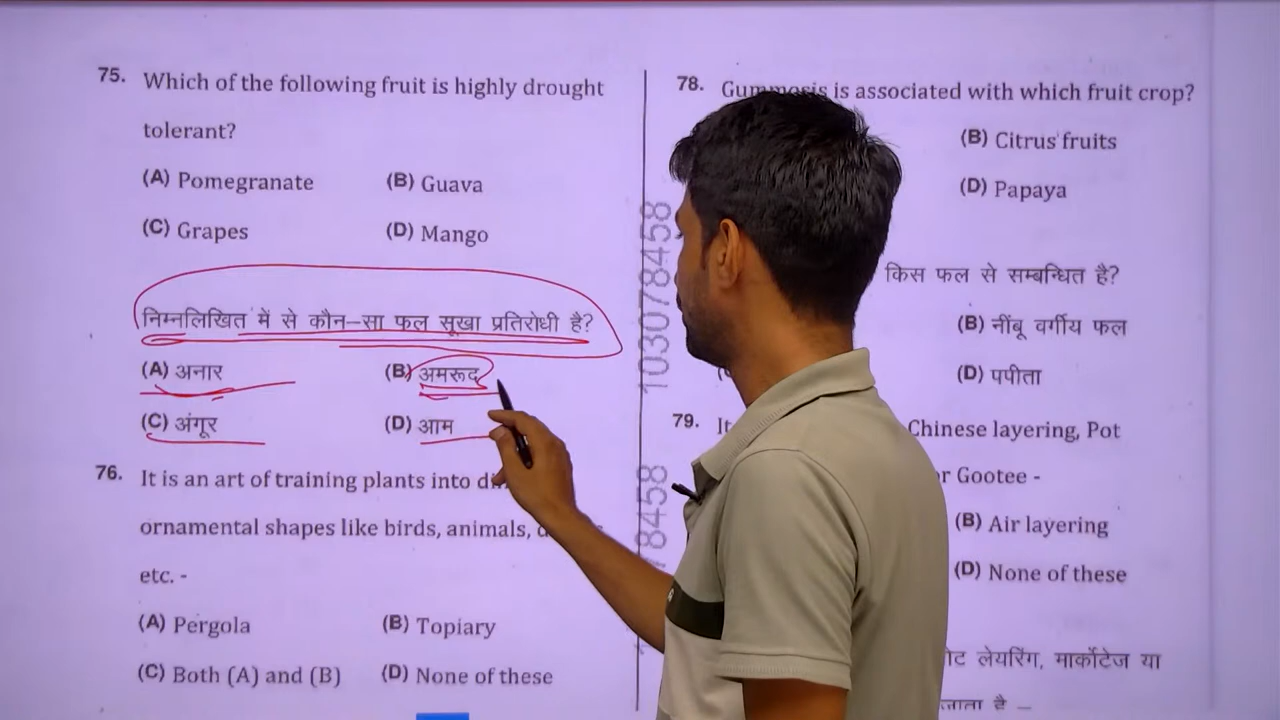 75. Which of the following fruit is highly drought
tolerant?
(A) Pomegranate (B) Guava
(C) Grapes (D) Mango
निम्नलिखित में से कौन–सा फल सूखा प्रतिरोधी है?
(A) अनार (B) अमरूद
(C) अंगूर (D) आम
76. It is an art of training plants into
ornamental shapes like birds, animals,
etc. -
(A) Pergola (B) Topiary
(C) Both (A) and (B) (D) None of these
103078458
8458
78. Gummosis is associated with which fruit crop?
(B) Citrus fruits
(D) Papaya
किस फल से सम्बन्धित है?
(B) नींबू वर्गीय फल
(D) पपीता
79. It Chinese layering, Pot
Gootee -
(B) Air layering
(D) None of these
लेयरिंग, मार्कोटेज या
है –